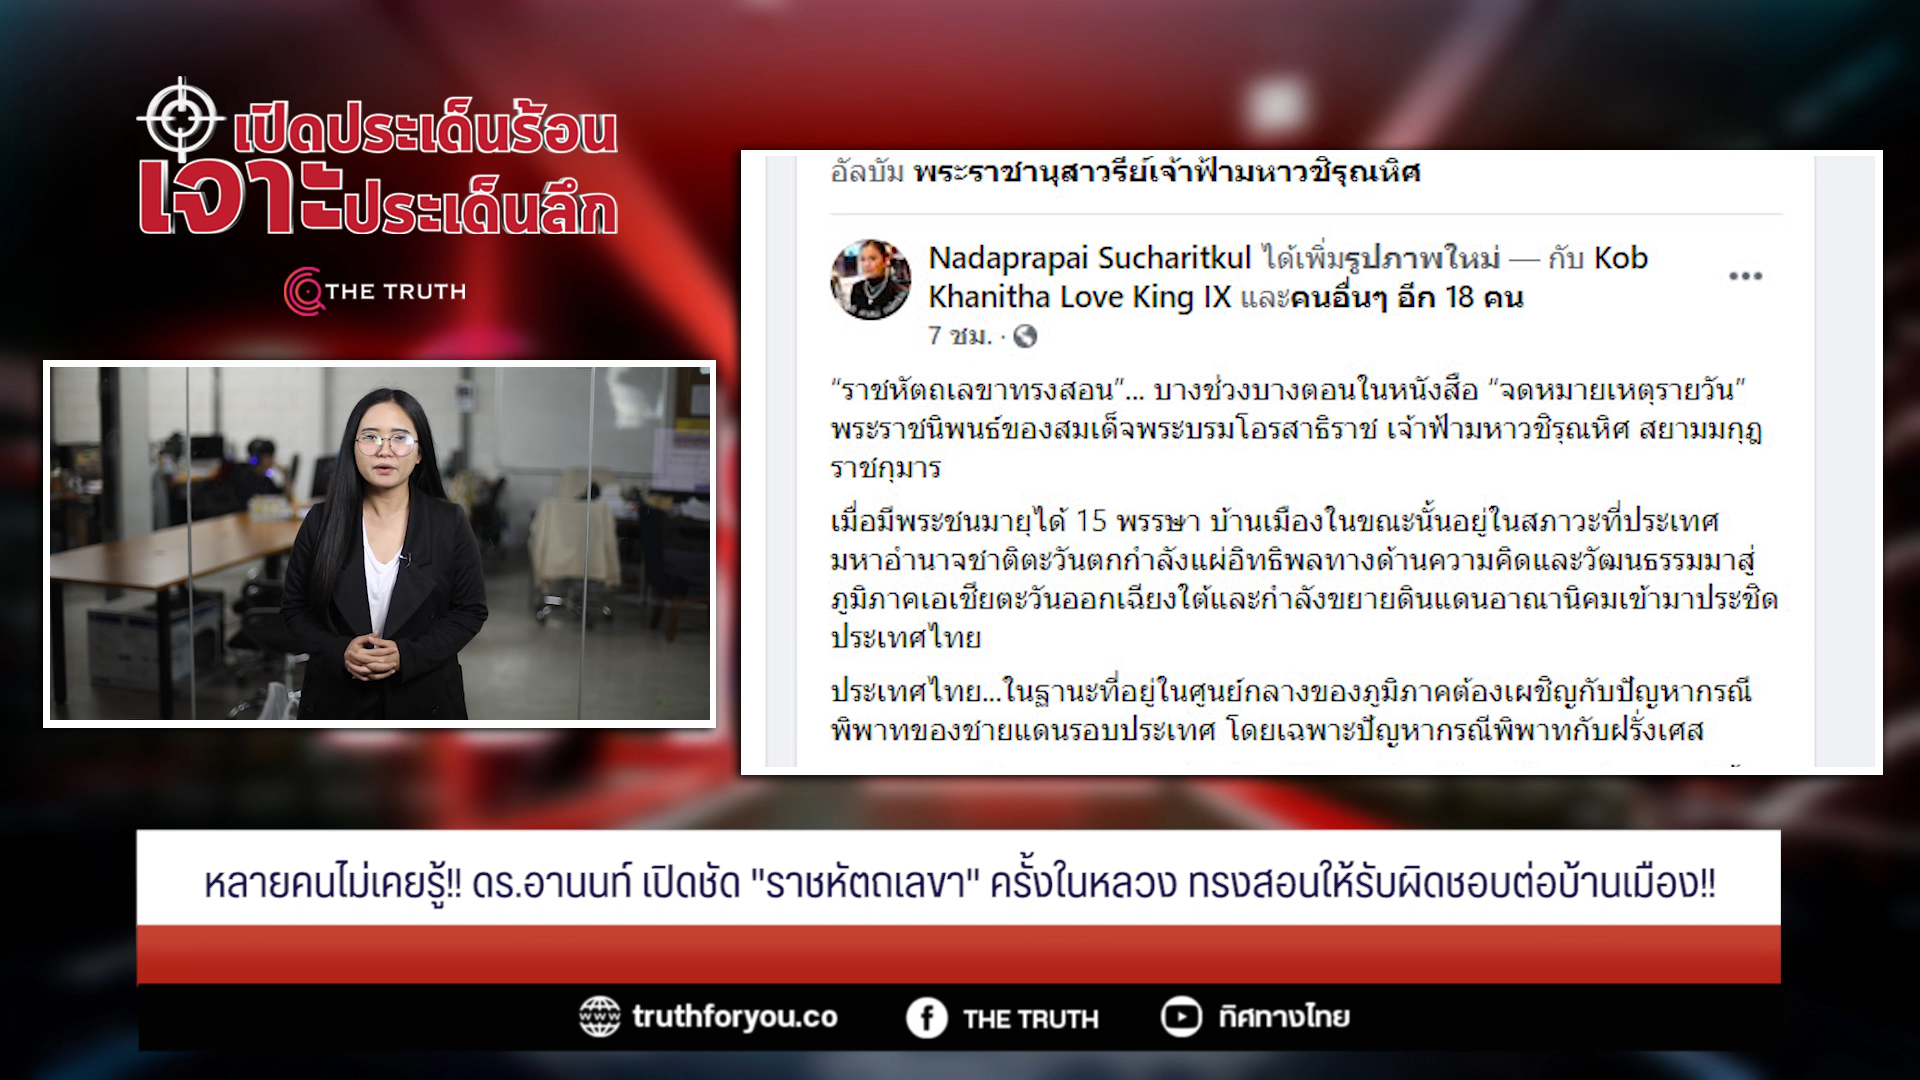 เปิดประเด็นร้อน
เจาะประเด็นลึก
THE TRUTH
อัลบัม พระราชานุสาวรีย์เจ้าฟ้ามหาวชิรุณหิศ
Nadaprapai Sucharitkul ได้เพิ่มรูปภาพใหม่ — กับ Kob
Khanitha Love King IX และคนอื่นๆ อีก 18 คน
7 ชม. ·
“ราชหัตถเลขาทรงสอน”... บางช่วงบางตอนในหนังสือ “จดหมายเหตุรายวัน”
พระราชนิพนธ์ของสมเด็จพระบรมโอรสาธิราช เจ้าฟ้ามหาวชิรุณหิศ สยามมกุฎ
ราชกุมาร
เมื่อมีพระชนมายุได้ 15 พรรษา บ้านเมืองในขณะนั้นอยู่ในสภาวะที่ประเทศ
มหาอำนาจชาติตะวันตกกำลังแผ่อิทธิพลทางด้านความคิดและวัฒนธรรมมาสู่
ภูมิภาคเอเชียตะวันออกเฉียงใต้และกำลังขยายดินแดนอาณานิคมเข้ามาประชิด
ประเทศไทย
ประเทศไทย...ในฐานะที่อยู่ในศูนย์กลางของภูมิภาคต้องเผชิญกับปัญหากรณี
พิพาทของชายแดนรอบประเทศ โดยเฉพาะปัญหากรณีพิพาทกับฝรั่งเศส
หลายคนไม่เคยรู้!! ดร.อานนท์ เปิดชัด "ราชหัตถเลขา" ครั้งในหลวง ทรงสอนให้รับผิดชอบต่อบ้านเมือง!!
www truthforyou.co
THE TRUTH
ทิศทางไทย